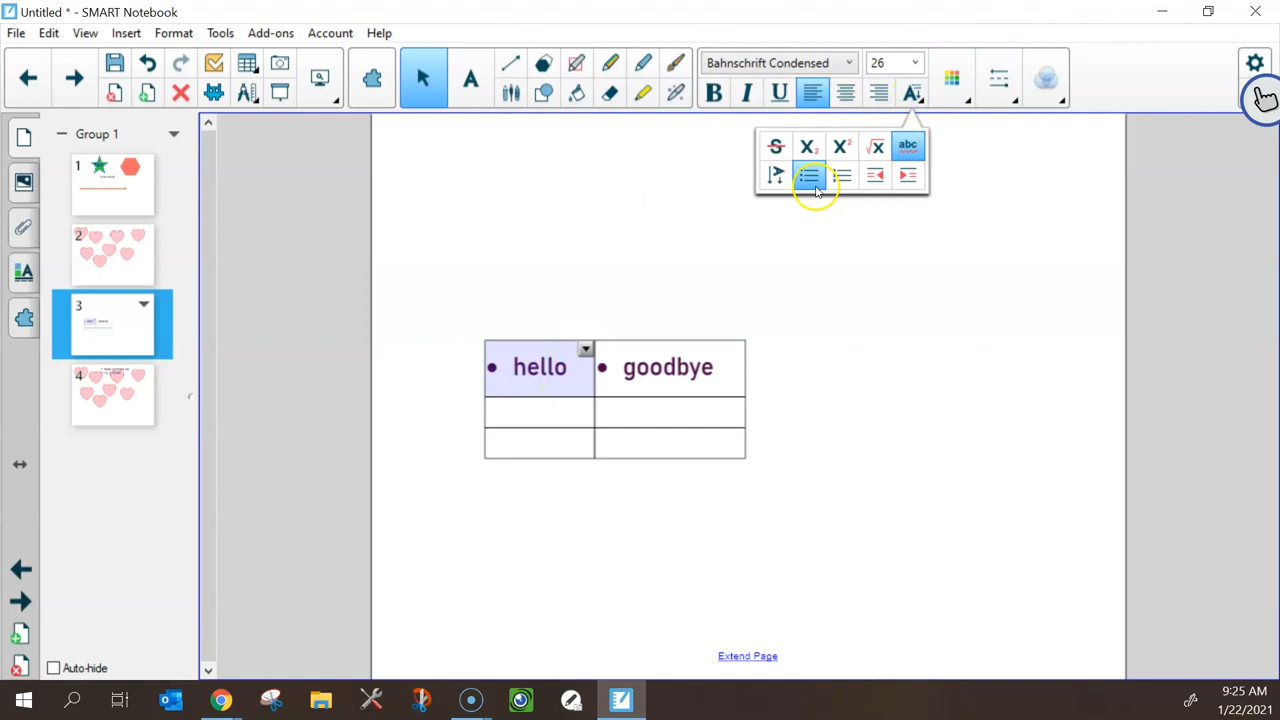 Untitled * - SMART Notebook
File Edit View Insert Format Tools Add-ons Account Help
Bahnschrift Condensed 26
Group 1
1
2
3
4
abc
• hello • goodbye
Extend Page
Auto-hide
9:25 AM
1/22/2021